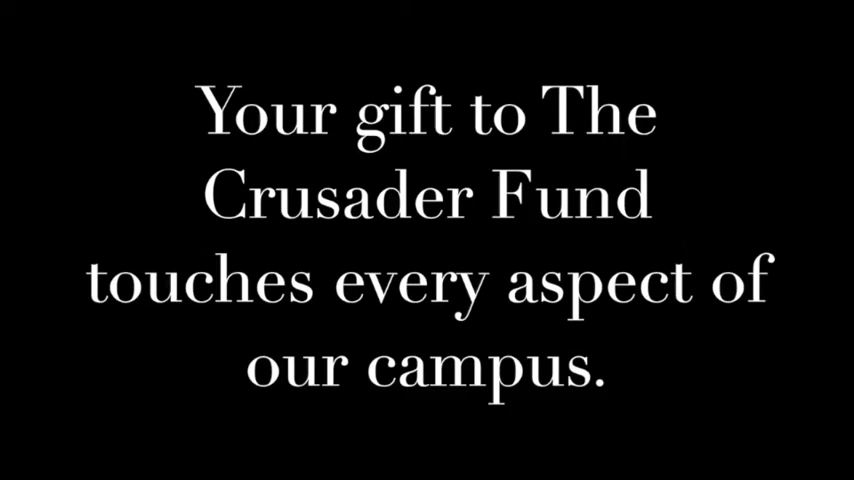 Your gift to The
Crusader Fund
touches every aspect of
our campus.